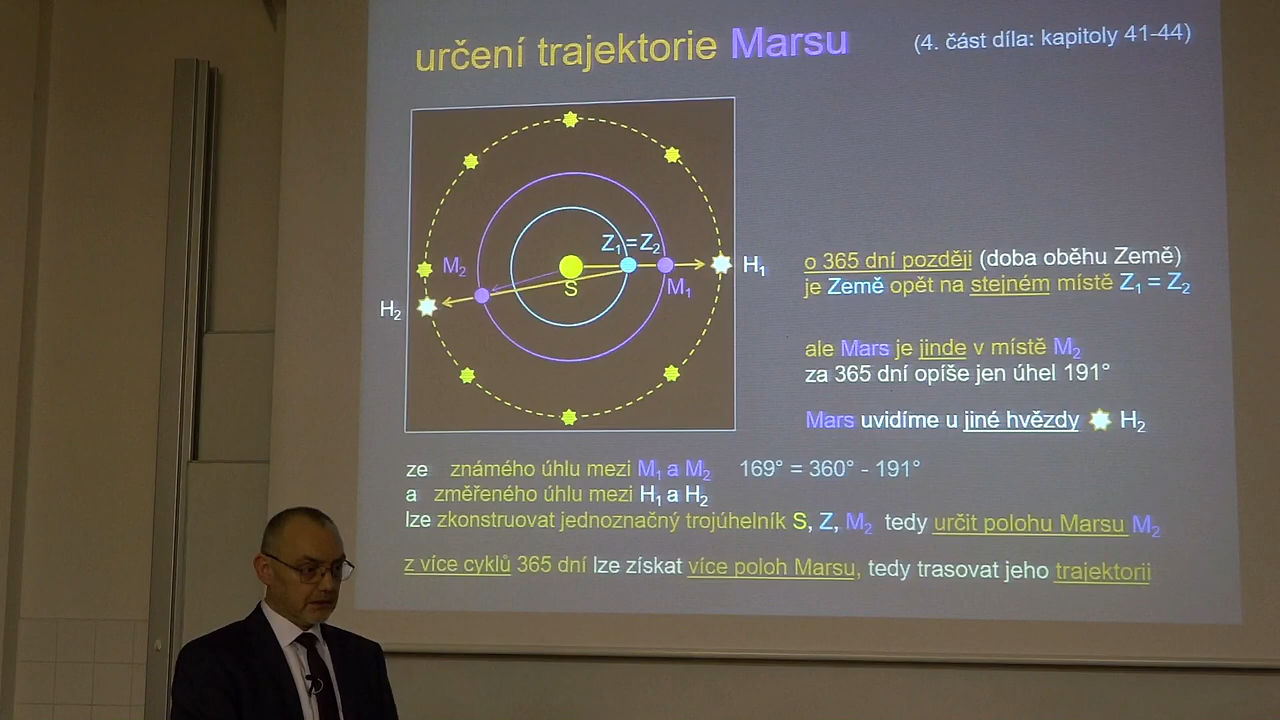 určení trajektorie Marsu
(4. část díla: kapitoly 41-44)
Z₁ = Z₂
M₂
H₁
S
M₁
H₂
o 365 dní později (doba oběhu Země)
je Země opět na stejném místě Z₁ = Z₂
ale Mars je jinde v místě M₂
za 365 dní opíše jen úhel 191°
Mars uvidíme u jiné hvězdy H₂
ze známého úhlu mezi M₁ a M₂ 169° = 360° - 191°
a změřeného úhlu mezi H₁ a H₂
lze zkonstruovat jednoznačný trojúhelník S, Z, M₂ tedy určit polohu Marsu M₂
z více cyklů 365 dní lze získat více poloh Marsu, tedy trasovat jeho trajektorii